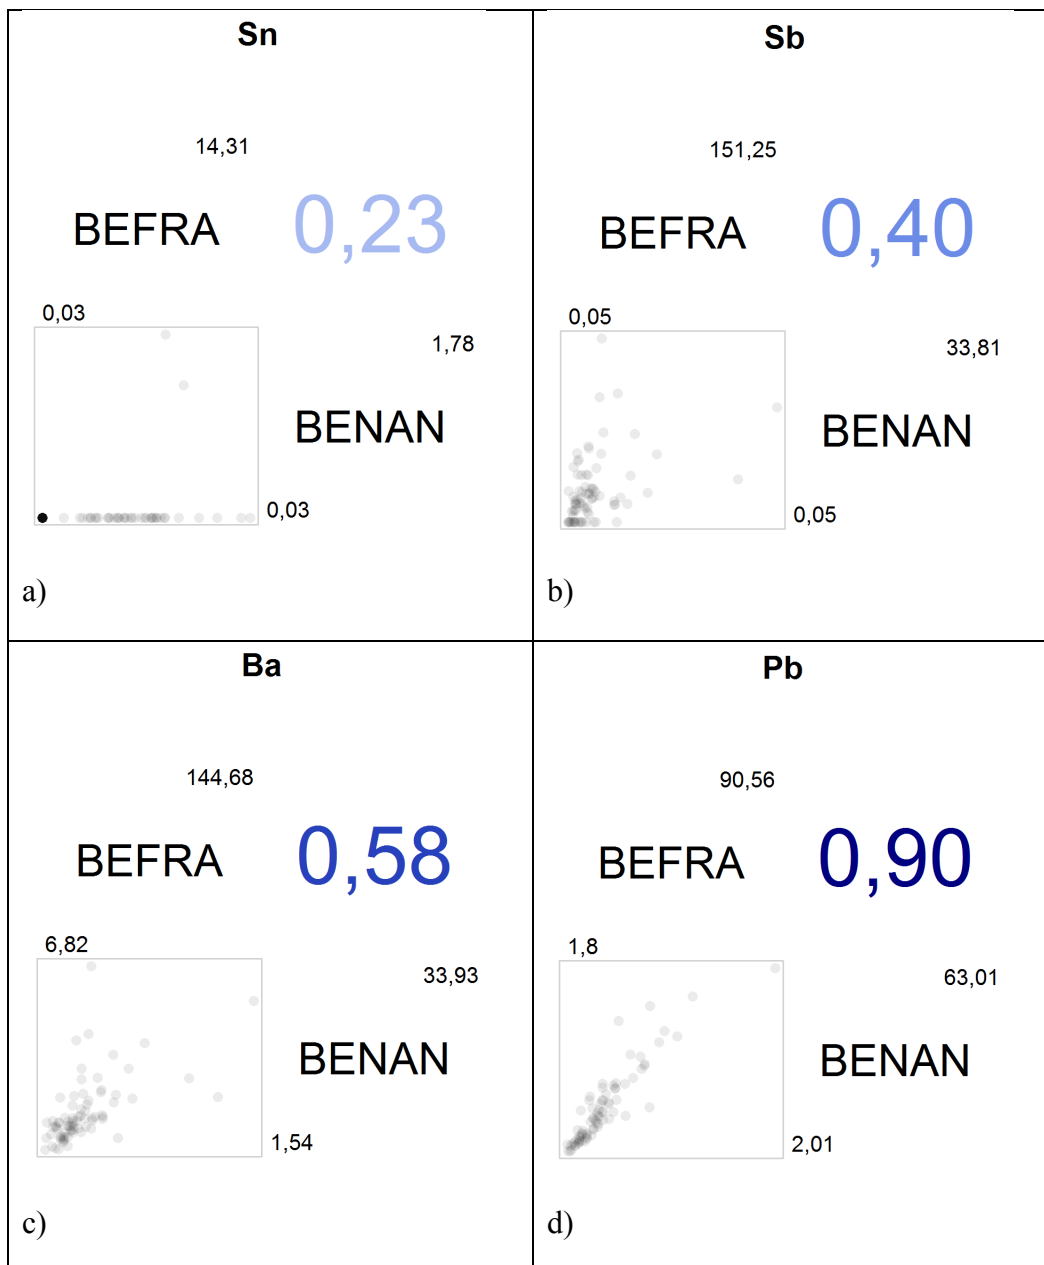 Sn
14,31
BEFRA 0,23
0,03
1,78
BENAN
0,03
a)
Sb
151,25
BEFRA 0,40
0,05
33,81
BENAN
0,05
b)
Ba
144,68
BEFRA 0,58
6,82
33,93
BENAN
1,54
c)
Pb
90,56
BEFRA 0,90
1,8
63,01
BENAN
2,01
d)